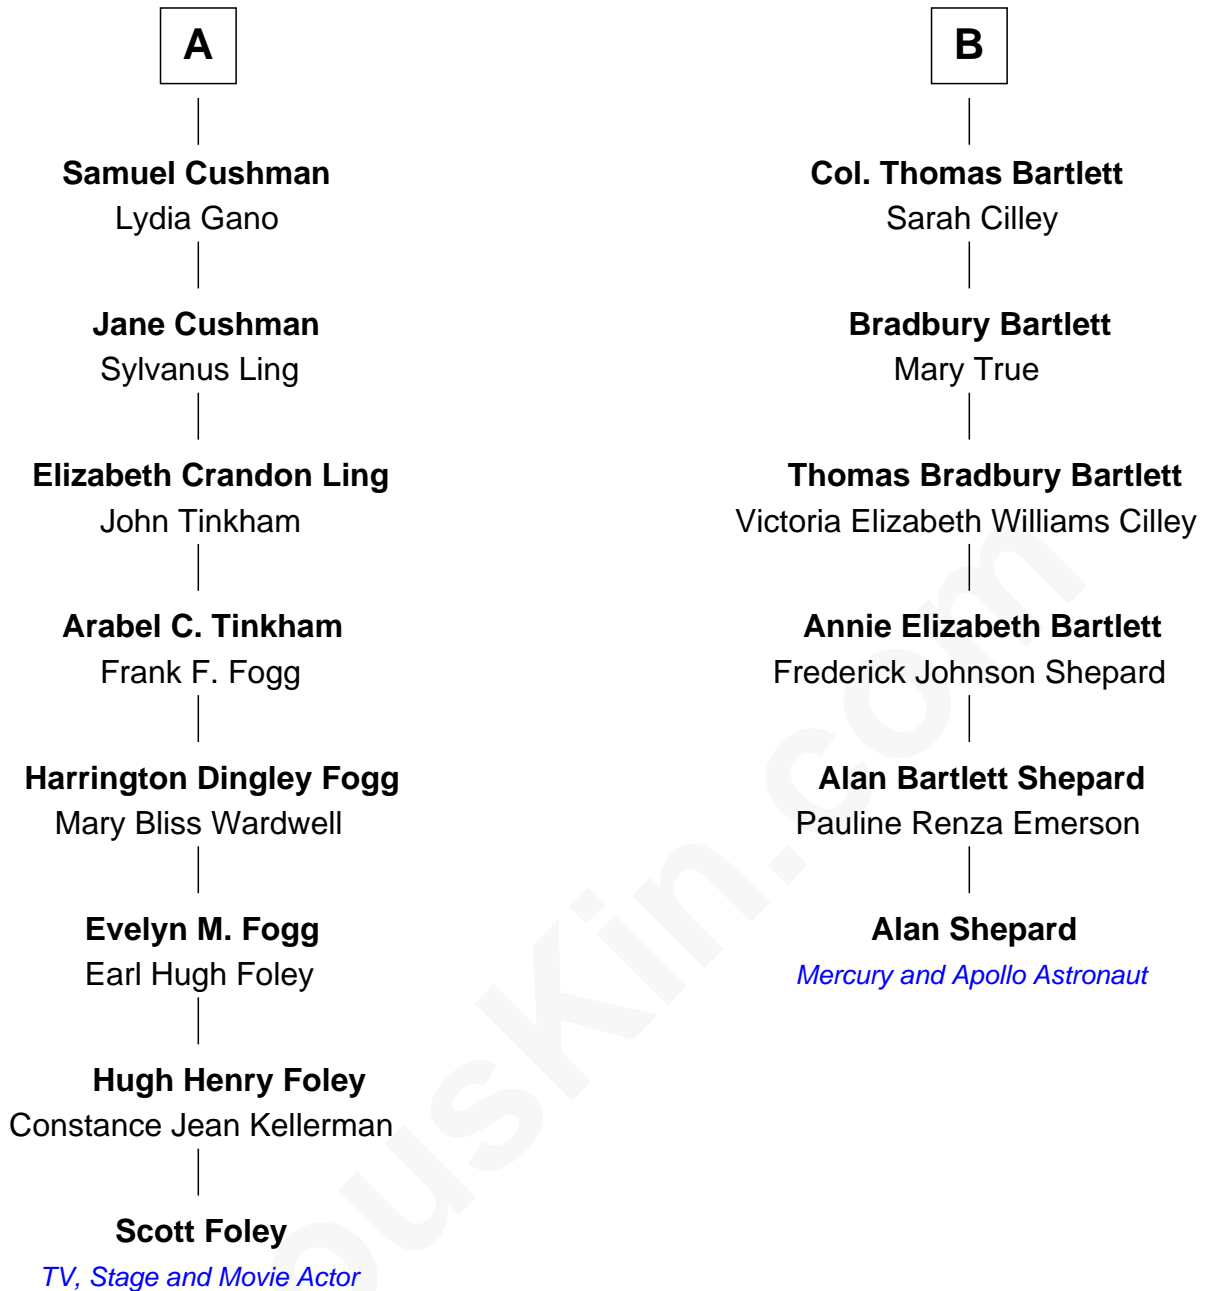 A
Samuel Cushman
Lydia Gano
Jane Cushman
Sylvanus Ling
Elizabeth Crandon Ling
John Tinkham
Arabel C. Tinkham
Frank F. Fogg
Harrington Dingley Fogg
Mary Bliss Wardwell
Evelyn M. Fogg
Earl Hugh Foley
Hugh Henry Foley
Constance Jean Kellerman
Scott Foley
TV, Stage and Movie Actor
B
Col. Thomas Bartlett
Sarah Cilley
Bradbury Bartlett
Mary True
Thomas Bradbury Bartlett
Victoria Elizabeth Williams Cilley
Annie Elizabeth Bartlett
Frederick Johnson Shepard
Alan Bartlett Shepard
Pauline Renza Emerson
Alan Shepard
Mercury and Apollo Astronaut
ousKin.com